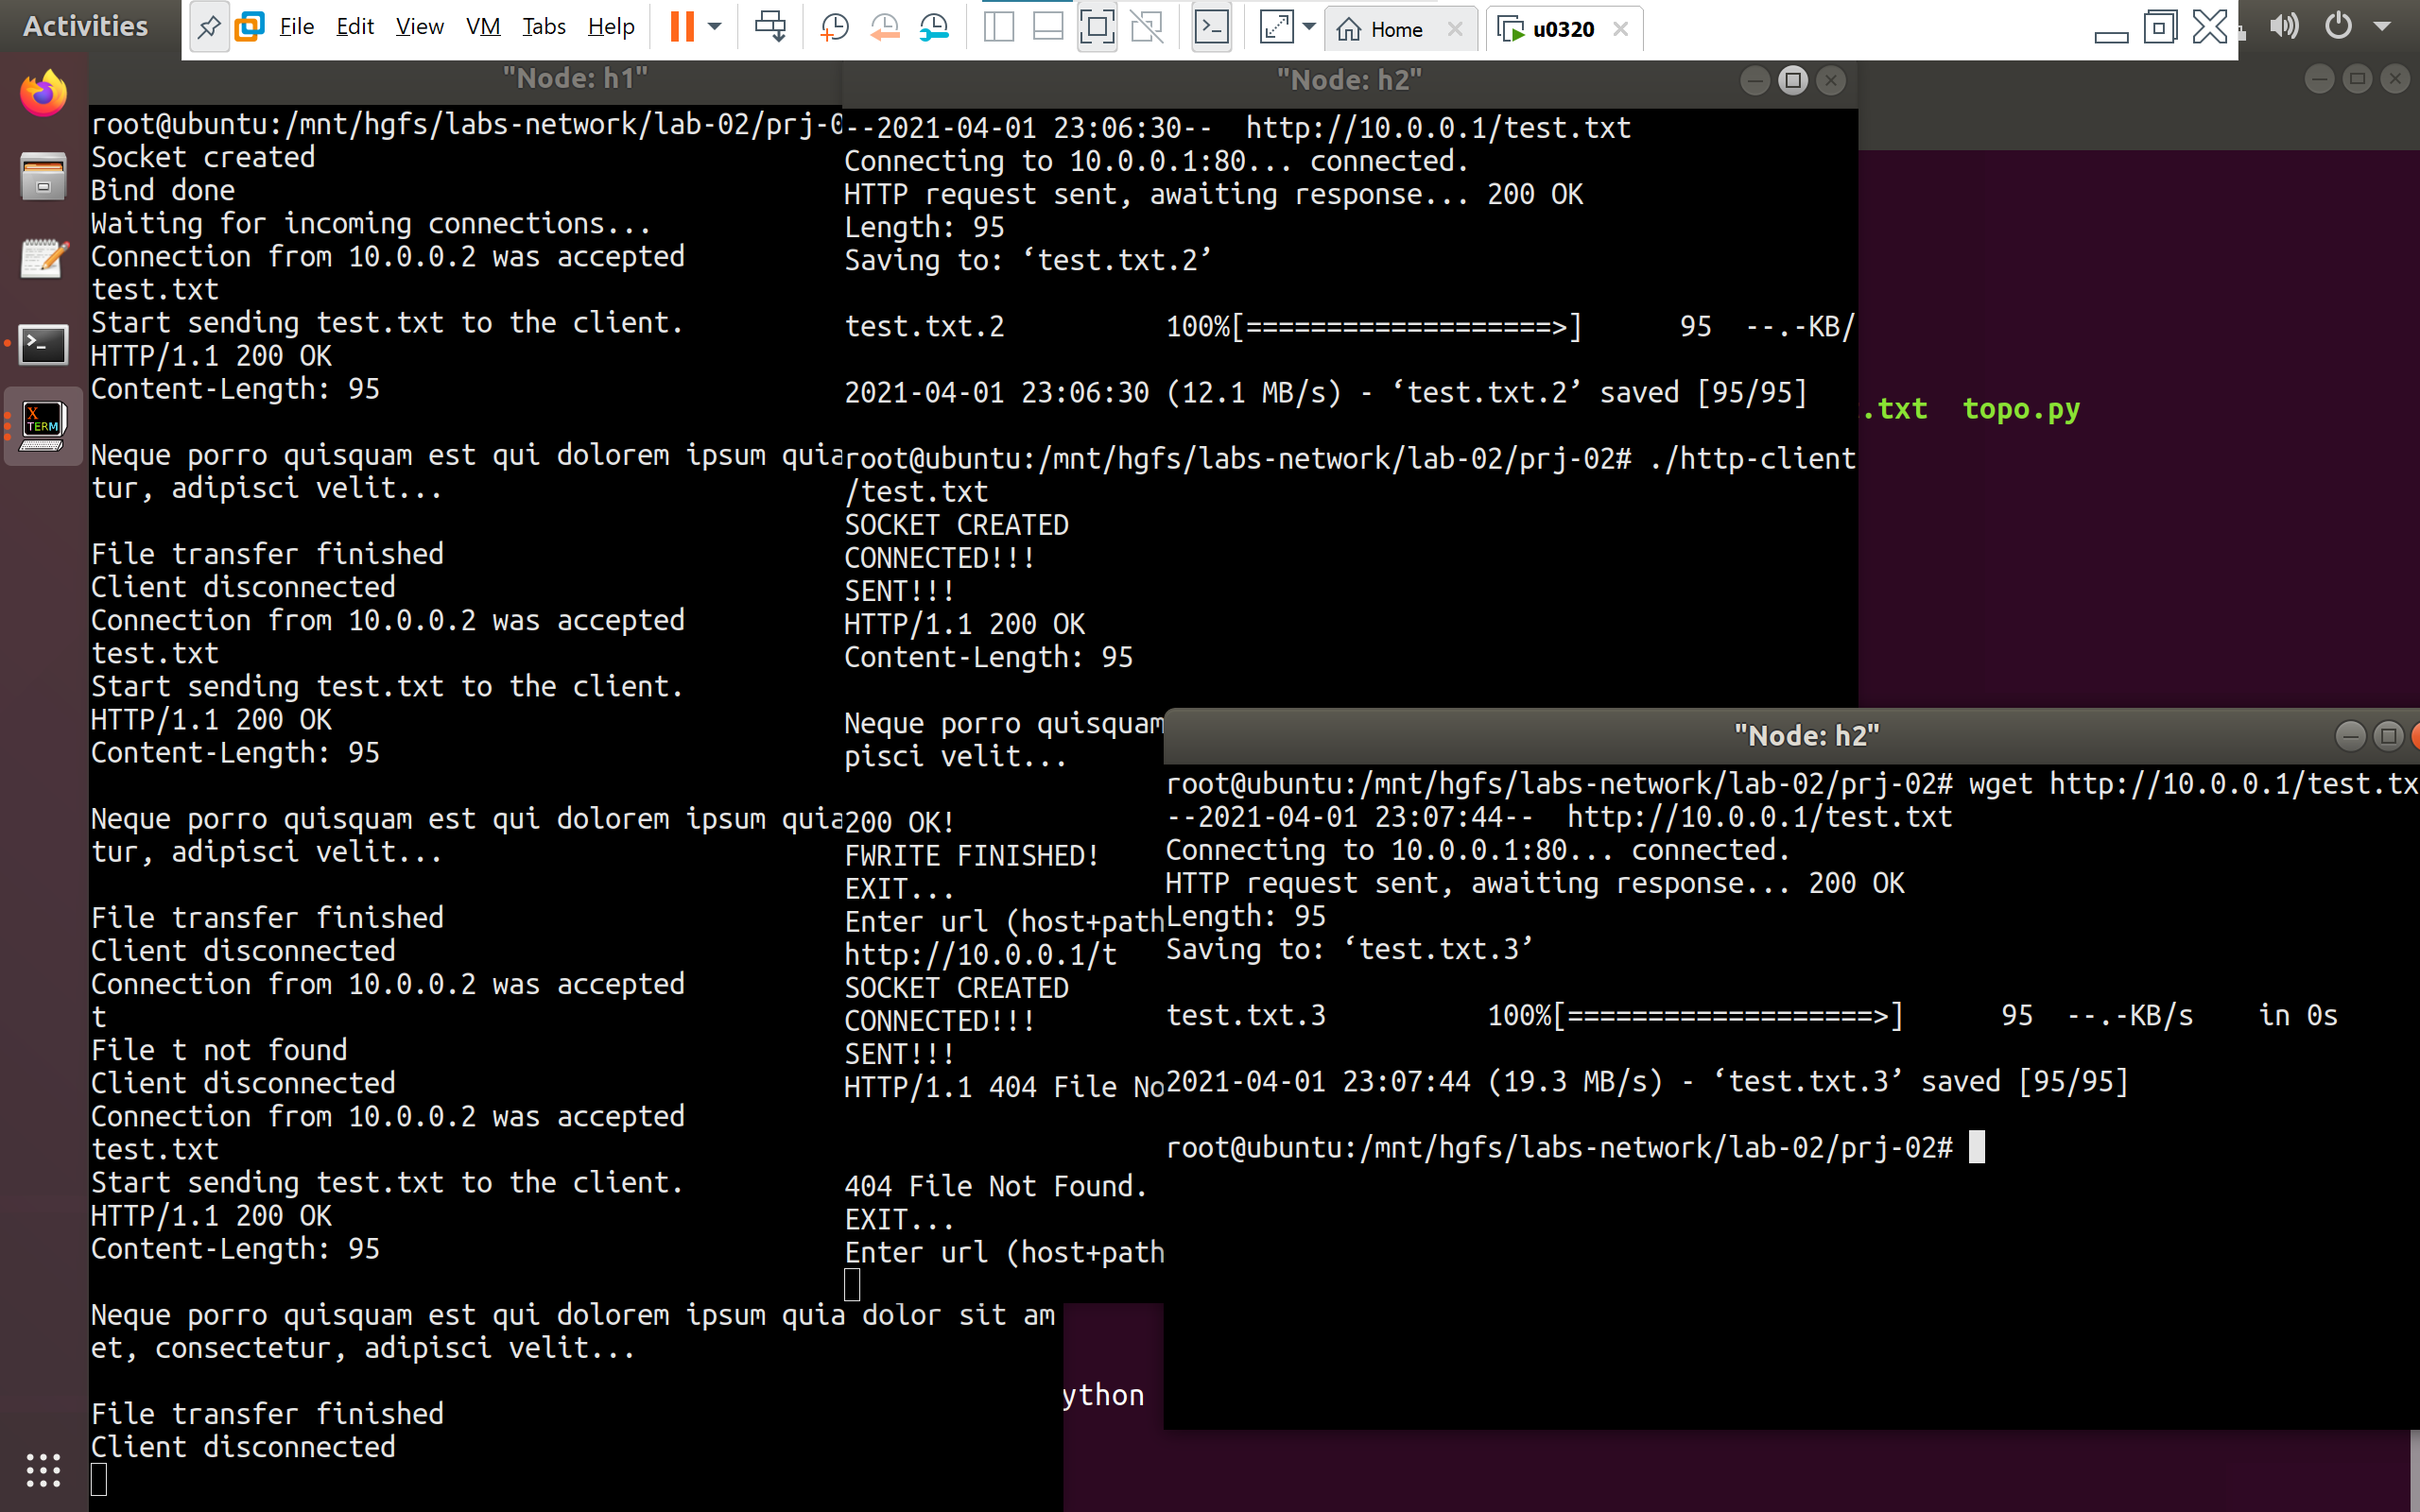 Activities
File Edit View VM Tabs Help
Home
u0320
"Node: h1"
root@ubuntu:/mnt/hgfs/labs-network/lab-02/prj-0
Socket created
Bind done
Waiting for incoming connections...
Connection from 10.0.0.2 was accepted
test.txt
Start sending test.txt to the client.
HTTP/1.1 200 OK
Content-Length: 95
Neque porro quisquam est qui dolorem ipsum quia
tur, adipisci velit...
File transfer finished
Client disconnected
Connection from 10.0.0.2 was accepted
test.txt
Start sending test.txt to the client.
HTTP/1.1 200 OK
Content-Length: 95
Neque porro quisquam est qui dolorem ipsum quia
tur, adipisci velit...
File transfer finished
Client disconnected
Connection from 10.0.0.2 was accepted
t
File t not found
Client disconnected
Connection from 10.0.0.2 was accepted
test.txt
Start sending test.txt to the client.
HTTP/1.1 200 OK
Content-Length: 95
Neque porro quisquam est qui dolorem ipsum quia dolor sit am
et, consectetur, adipisci velit...
File transfer finished
Client disconnected
"Node: h2"
--2021-04-01 23:06:30--  http://10.0.0.1/test.txt
Connecting to 10.0.0.1:80... connected.
HTTP request sent, awaiting response... 200 OK
Length: 95
Saving to: ‘test.txt.2’
test.txt.2          100%[===================>]      95  --.-KB/
2021-04-01 23:06:30 (12.1 MB/s) - ‘test.txt.2’ saved [95/95]
root@ubuntu:/mnt/hgfs/labs-network/lab-02/prj-02# ./http-client
/test.txt
SOCKET CREATED
CONNECTED!!!
SENT!!!
HTTP/1.1 200 OK
Content-Length: 95
Neque porro quisquam
pisci velit...
200 OK!
FWRITE FINISHED!
EXIT...
Enter url (host+path
http://10.0.0.1/t
SOCKET CREATED
CONNECTED!!!
SENT!!!
HTTP/1.1 404 File No
404 File Not Found.
EXIT...
Enter url (host+path
"Node: h2"
root@ubuntu:/mnt/hgfs/labs-network/lab-02/prj-02# wget http://10.0.0.1/test.tx
--2021-04-01 23:07:44--  http://10.0.0.1/test.txt
Connecting to 10.0.0.1:80... connected.
HTTP request sent, awaiting response... 200 OK
Length: 95
Saving to: ‘test.txt.3’
test.txt.3          100%[===================>]      95  --.-KB/s    in 0s
2021-04-01 23:07:44 (19.3 MB/s) - ‘test.txt.3’ saved [95/95]
root@ubuntu:/mnt/hgfs/labs-network/lab-02/prj-02#
.txt  topo.py
ython
X
TERM